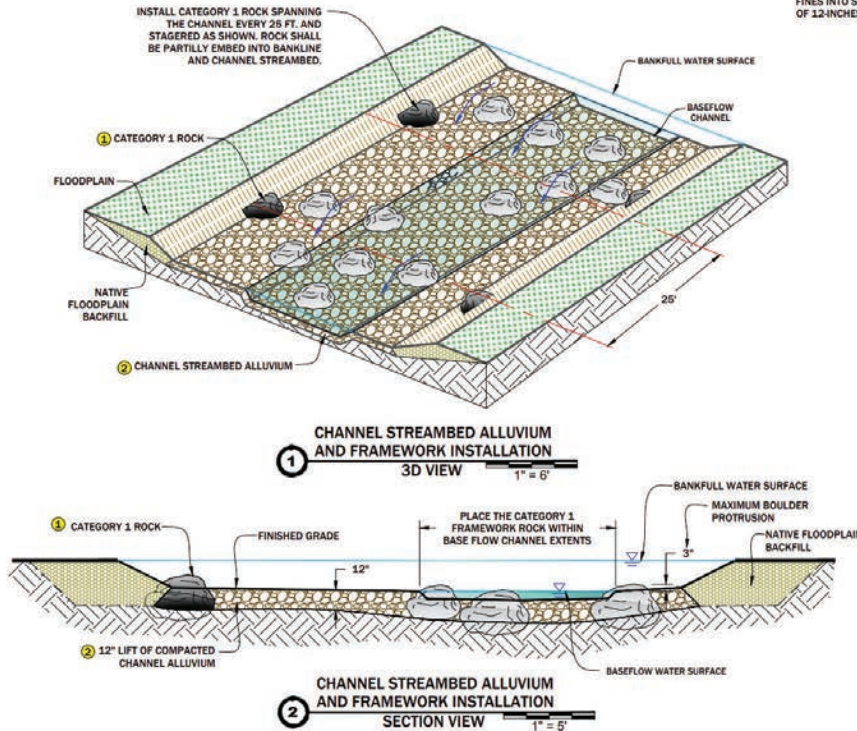 INSTALL CATEGORY 1 ROCK SPANNING
THE CHANNEL EVERY 25 FT. AND
STAGERED AS SHOWN. ROCK SHALL
BE PARTILLY EMBED INTO BANKLINE
AND CHANNEL STREAMBED.
FINES INTO S
OF 12-INCHES
BANKFULL WATER SURFACE
BASEFLOW
CHANNEL
1 CATEGORY 1 ROCK
FLOODPLAIN
NATIVE
FLOODPLAIN
BACKFILL
25'
2 CHANNEL STREAMBED ALLUVIUM
1
CHANNEL STREAMBED ALLUVIUM
AND FRAMEWORK INSTALLATION
3D VIEW
1" = 6'
BANKFULL WATER SURFACE
1 CATEGORY 1 ROCK
FINISHED GRADE
PLACE THE CATEGORY 1
FRAMEWORK ROCK WITHIN
BASE FLOW CHANNEL EXTENTS
MAXIMUM BOULDER
PROTRUSION
NATIVE FLOODPLAIN
BACKFILL
12"
3"
2 12" LIFT OF COMPACTED
CHANNEL ALLUVIUM
BASEFLOW WATER SURFACE
2
CHANNEL STREAMBED ALLUVIUM
AND FRAMEWORK INSTALLATION
SECTION VIEW
1" = 5'